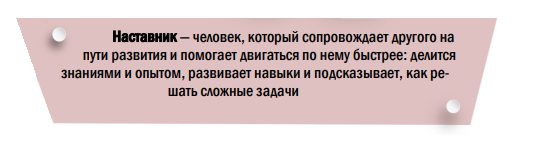 Наставник — человек, который сопровождает другого на
пути развития и помогает двигаться по нему быстрее: делится
знаниями и опытом, развивает навыки и подсказывает, как ре-
шать сложные задачи